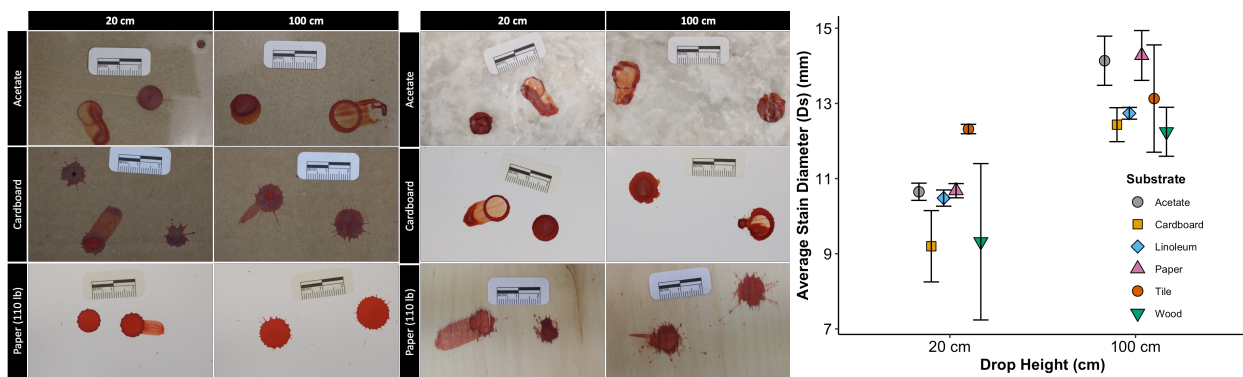 20 cm
100 cm
20 cm
100 cm
Acetate
Acetate
Cardboard
Cardboard
Paper (110 lb)
Paper (110 lb)
Average Stain Diameter (Ds) (mm)
15
13
11
9
7
20 cm
100 cm
Drop Height (cm)
Substrate
Acetate
Cardboard
Linoleum
Paper
Tile
Wood